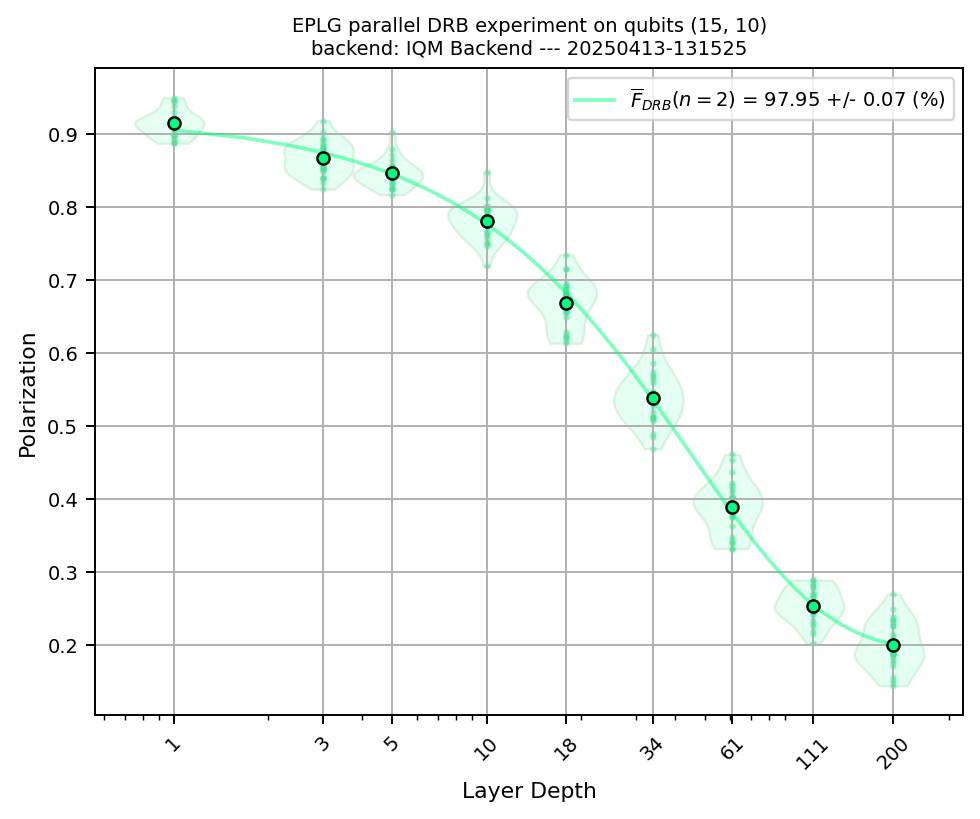 EPLG parallel DRB experiment on qubits (15, 10)
backend: IQM Backend --- 20250413-131525
F̅_DRB(n = 2) = 97.95 +/- 0.07 (%)
Polarization
0.9
0.8
0.7
0.6
0.5
0.4
0.3
0.2
1 3 5 10 18 34 61 111 200
Layer Depth